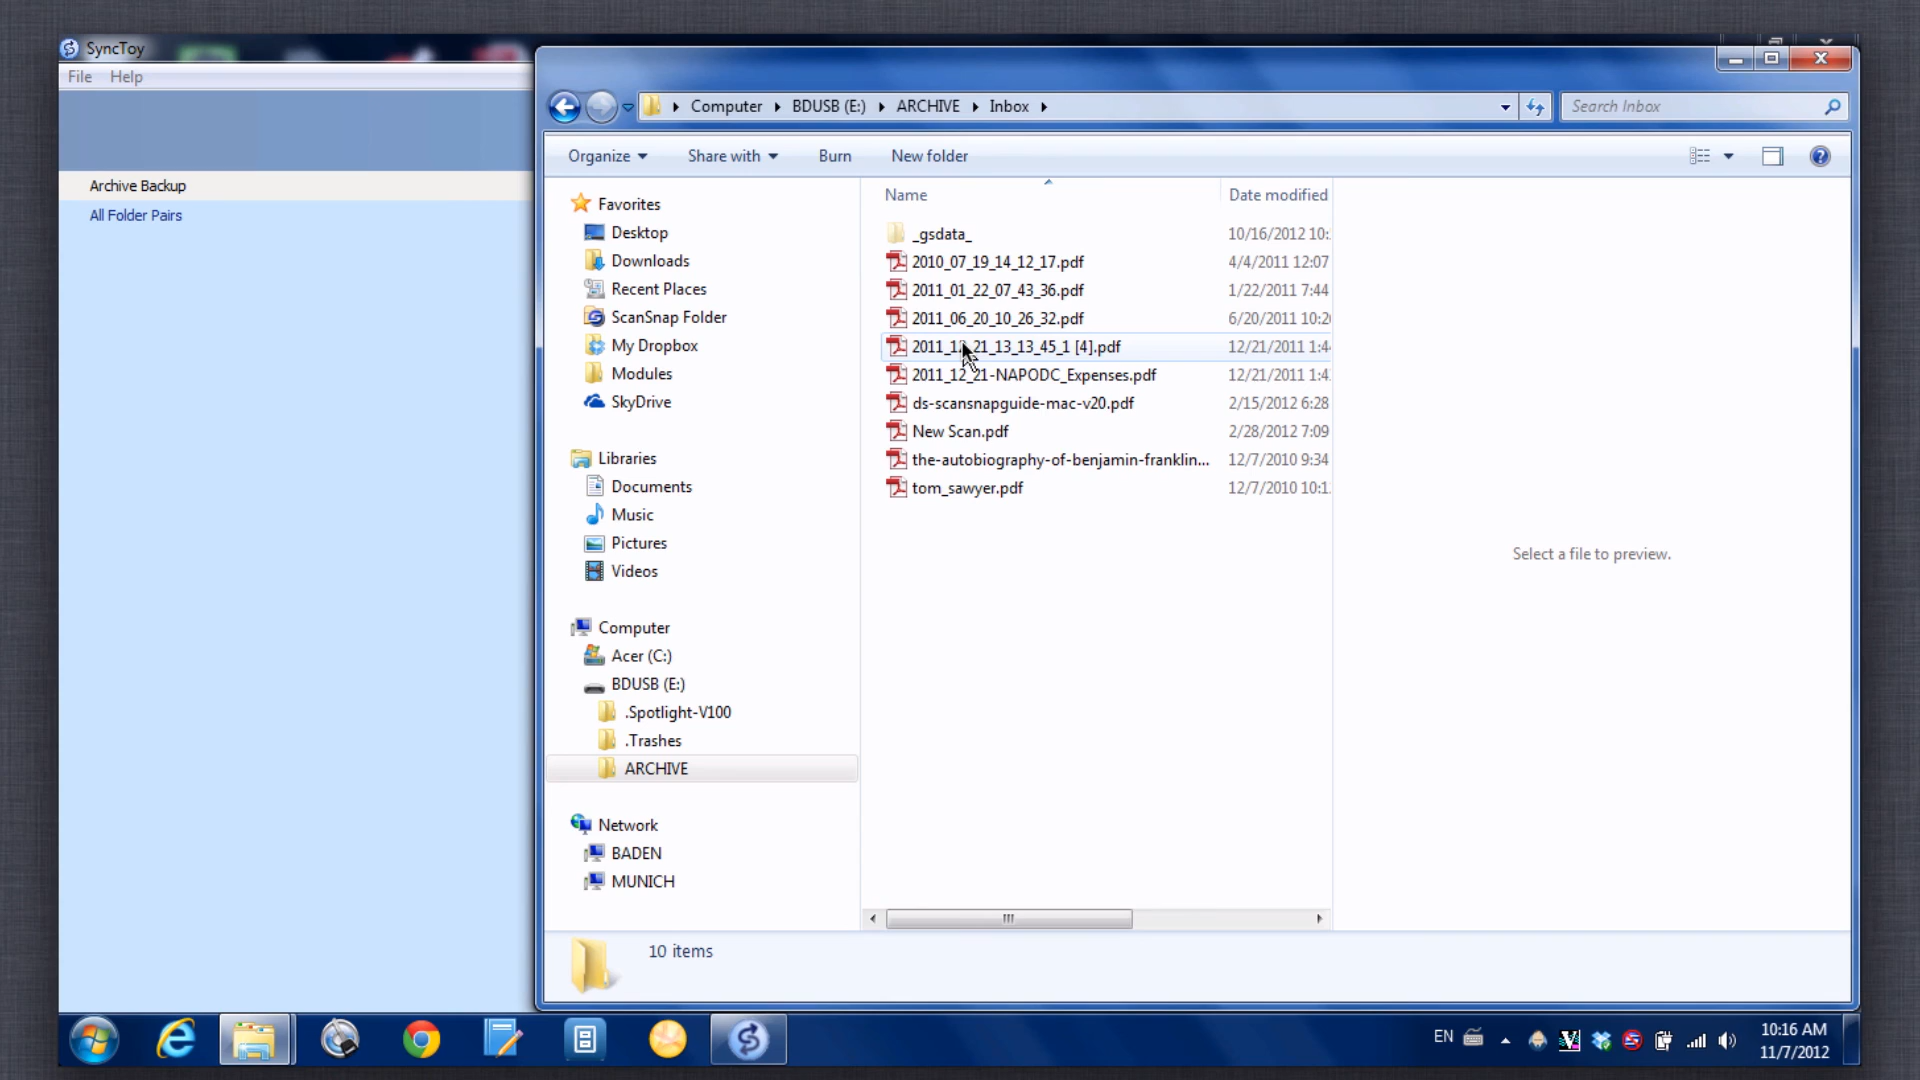 SyncToy
File Help
Archive Backup
All Folder Pairs
Computer BDUSB (E:) ARCHIVE Inbox
Search Inbox
Organize Share with Burn New folder
Name Date modified
Favorites
Desktop
Downloads
Recent Places
ScanSnap Folder
My Dropbox
Modules
SkyDrive
Libraries
Documents
Music
Pictures
Videos
Computer
Acer (C:)
BDUSB (E:)
.Spotlight-V100
.Trashes
ARCHIVE
Network
BADEN
MUNICH
_gsdata_ 10/16/2012 10:
2010_07_19_14_12_17.pdf 4/4/2011 12:07
2011_01_22_07_43_36.pdf 1/22/2011 7:44
2011_06_20_10_26_32.pdf 6/20/2011 10:2
[4].pdf 12/21/2011 1:4
2011_12_21-NAPODC_Expenses.pdf 12/21/2011 1:4
ds-scansnapguide-mac-v20.pdf 2/15/2012 6:28
New Scan.pdf 2/28/2012 7:09
the-autobiography-of-benjamin-franklin... 12/7/2010 9:34
tom_sawyer.pdf 12/7/2010 10:1
Select a file to preview.
10 items
EN
10:16 AM
11/7/2012